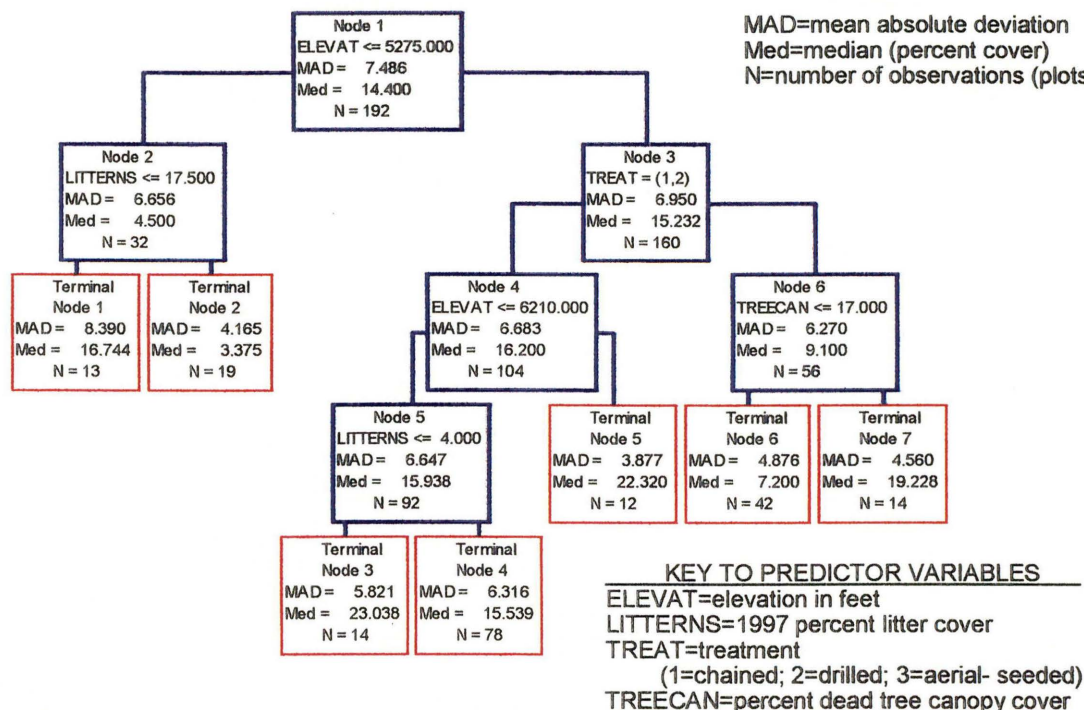 Node 1
ELEVAT <= 5275.000
MAD = 7.486
Med = 14.400
N = 192
MAD=mean absolute deviation
Med=median (percent cover)
N=number of observations (plots
Node 2
LITTERNS <= 17.500
MAD = 6.656
Med = 4.500
N = 32
Node 3
TREAT = (1,2)
MAD = 6.950
Med = 15.232
N = 160
Terminal
Node 1
MAD = 8.390
Med = 16.744
N = 13
Terminal
Node 2
MAD = 4.165
Med = 3.375
N = 19
Node 4
ELEVAT <= 6210.000
MAD = 6.683
Med = 16.200
N = 104
Node 6
TREECAN <= 17.000
MAD = 6.270
Med = 9.100
N = 56
Node 5
LITTERNS <= 4.000
MAD = 6.647
Med = 15.938
N = 92
Terminal
Node 5
MAD = 3.877
Med = 22.320
N = 12
Terminal
Node 6
MAD = 4.876
Med = 7.200
N = 42
Terminal
Node 7
MAD = 4.560
Med = 19.228
N = 14
Terminal
Node 3
MAD = 5.821
Med = 23.038
N = 14
Terminal
Node 4
MAD = 6.316
Med = 15.539
N = 78
KEY TO PREDICTOR VARIABLES
ELEVAT=elevation in feet
LITTERNS=1997 percent litter cover
TREAT=treatment
(1=chained; 2=drilled; 3=aerial- seeded)
TREECAN=percent dead tree canopy cover